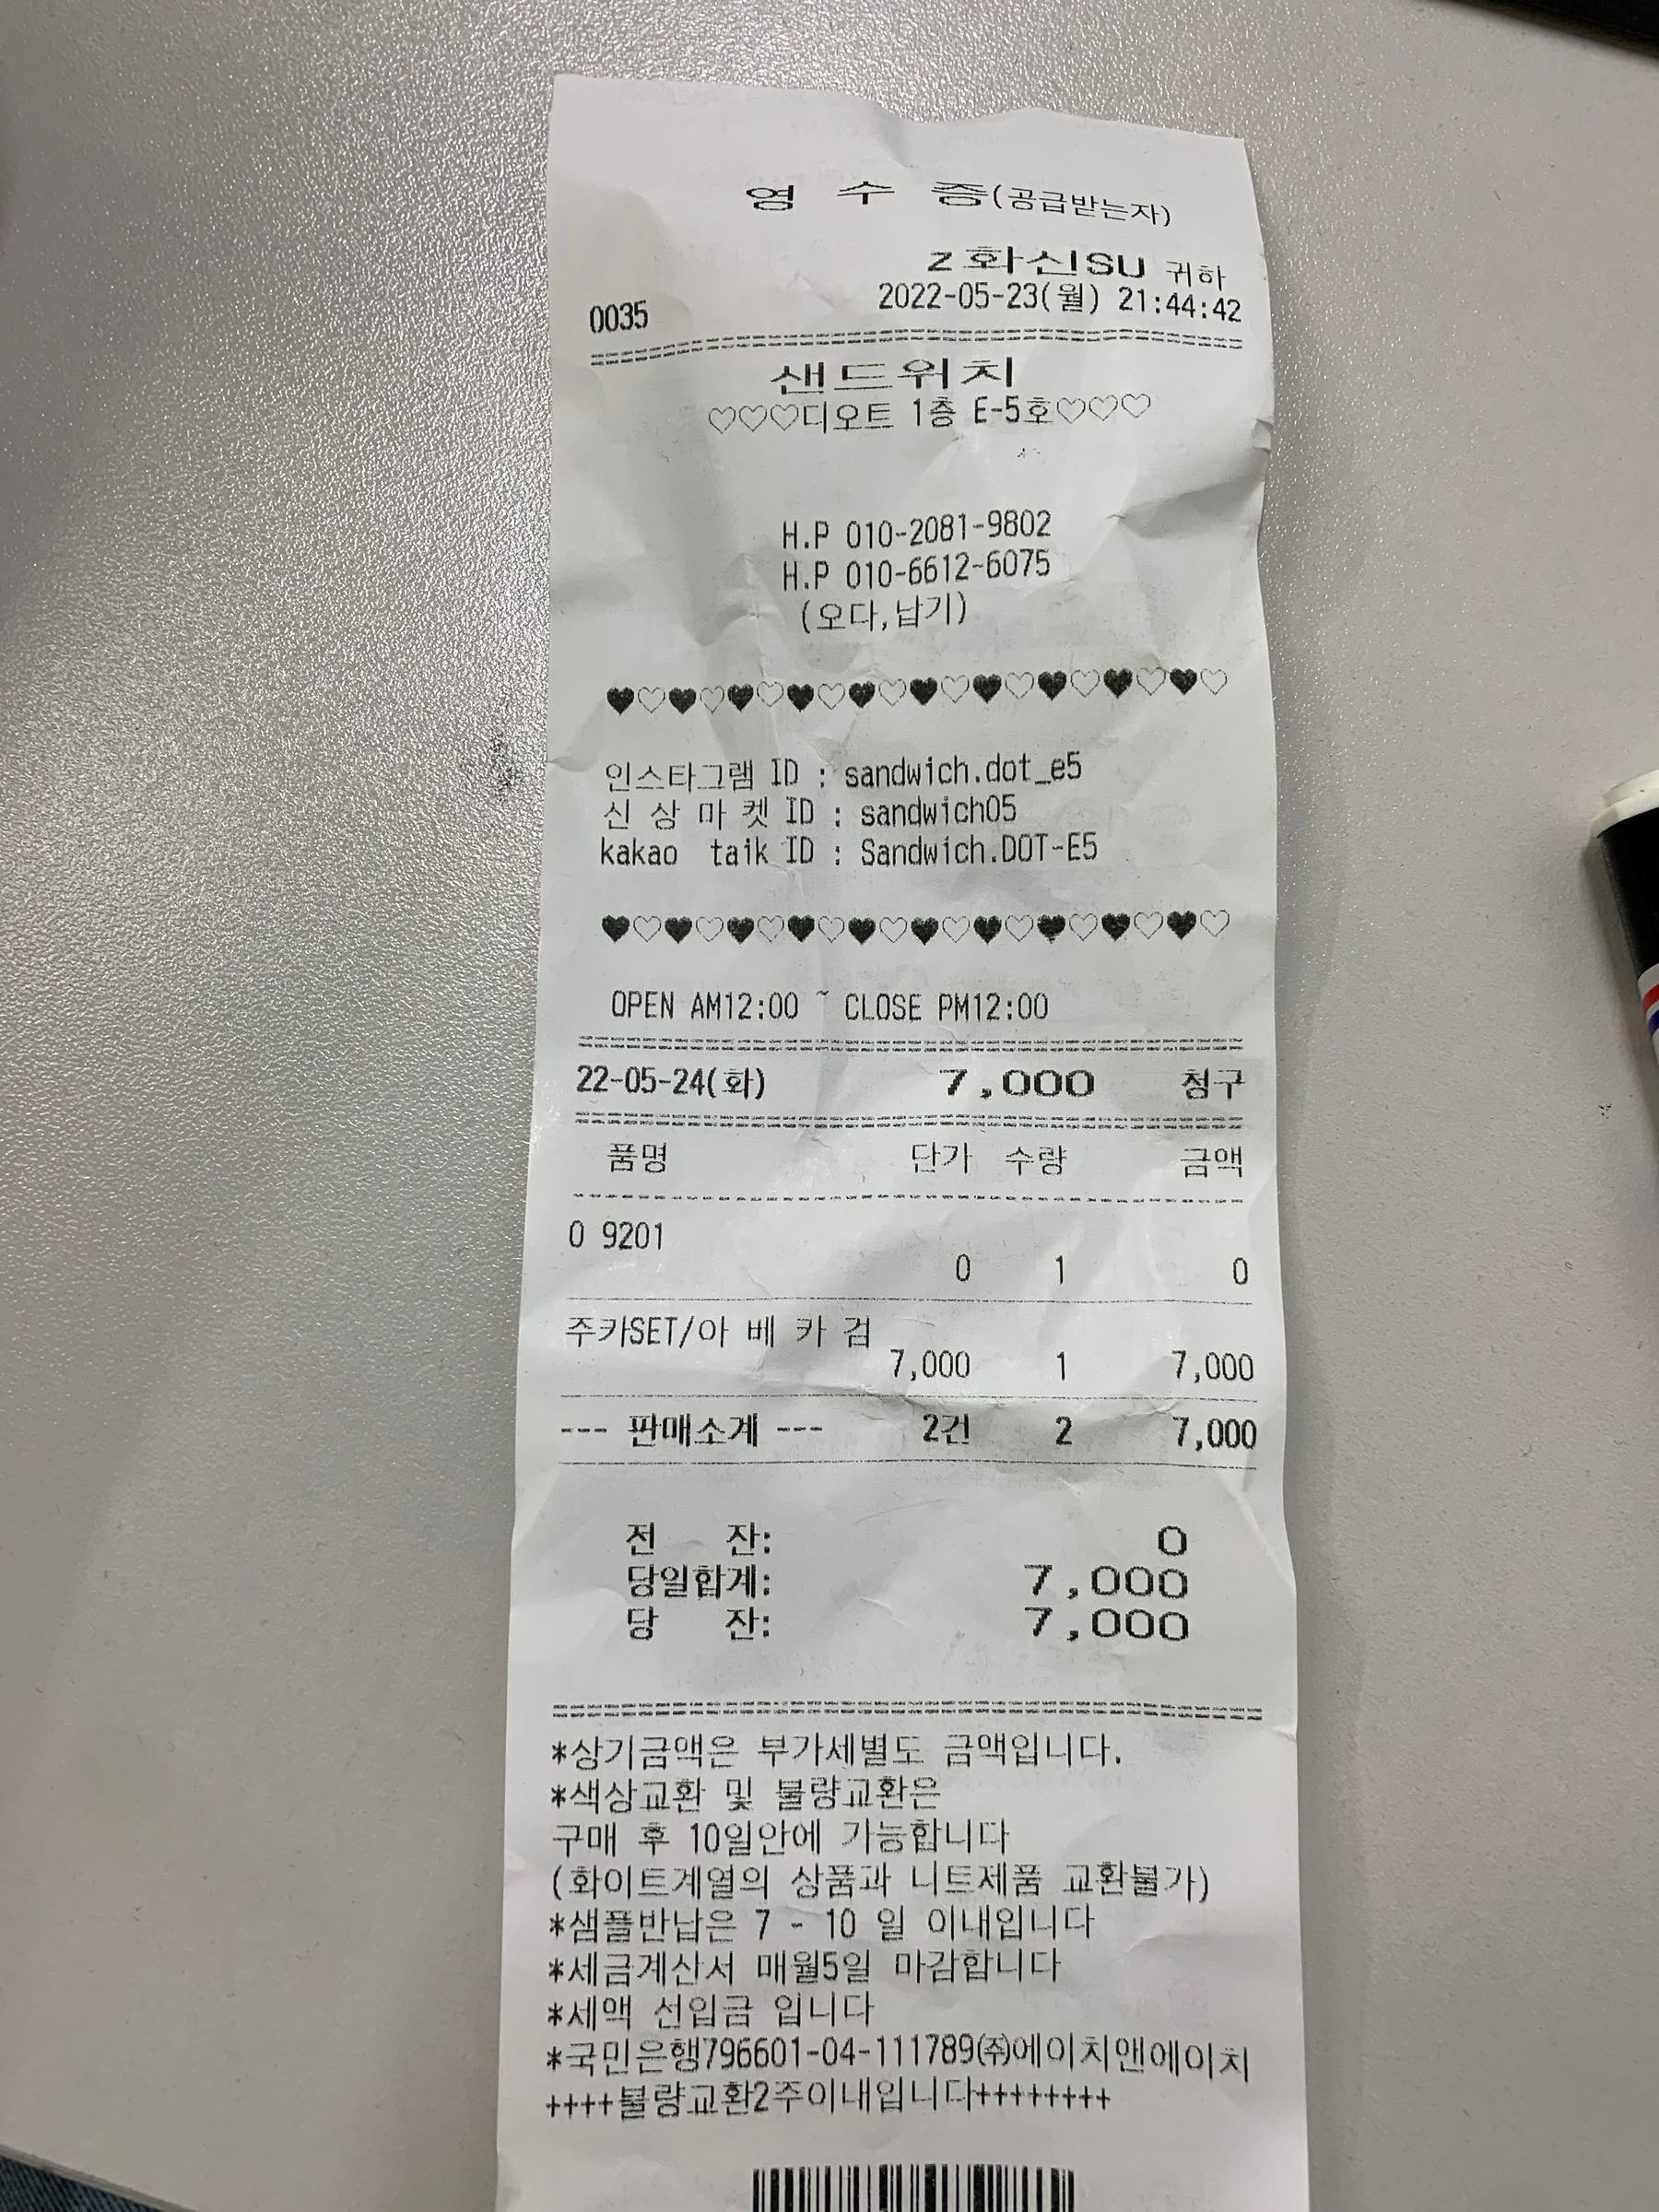 영 수 증(공급받는자)
z화신SU 귀하
0035 2022-05-23(월) 21:44:42
샌드위치
♡♡♡디오트 1층 E-5호♡♡♡
H.P 010-2081-9802
H.P 010-6612-6075
(오다,납기)
♥♡♥♡♥♡♥♡♥♡♥♡♥♡♥♡♥♡♥♡
인스타그램 ID : sandwich.dot_e5
신 상 마 켓 ID : sandwich05
kakao taik ID : Sandwich.DOT-E5
♥♡♥♡♥♡♥♡♥♡♥♡♥♡♥♡♥♡♥♡
OPEN AM12:00 ~ CLOSE PM12:00
22-05-24(화) 7,000 청구
품명 단가 수량 금액
0 9201
0 1 0
주카SET/아 베 카 검
7,000 1 7,000
--- 판매소계 --- 2건 2 7,000
전 잔: 0
당일합계: 7,000
당 잔: 7,000
*상기금액은 부가세별도 금액입니다.
*색상교환 및 불량교환은
구매 후 10일안에 가능합니다
(화이트계열의 상품과 니트제품 교환불가)
*샘플반납은 7 - 10 일 이내입니다
*세금계산서 매월5일 마감합니다
*세액 선입금 입니다
*국민은행796601-04-111789㈜에이치앤에이치
++++불량교환2주이내입니다++++++++